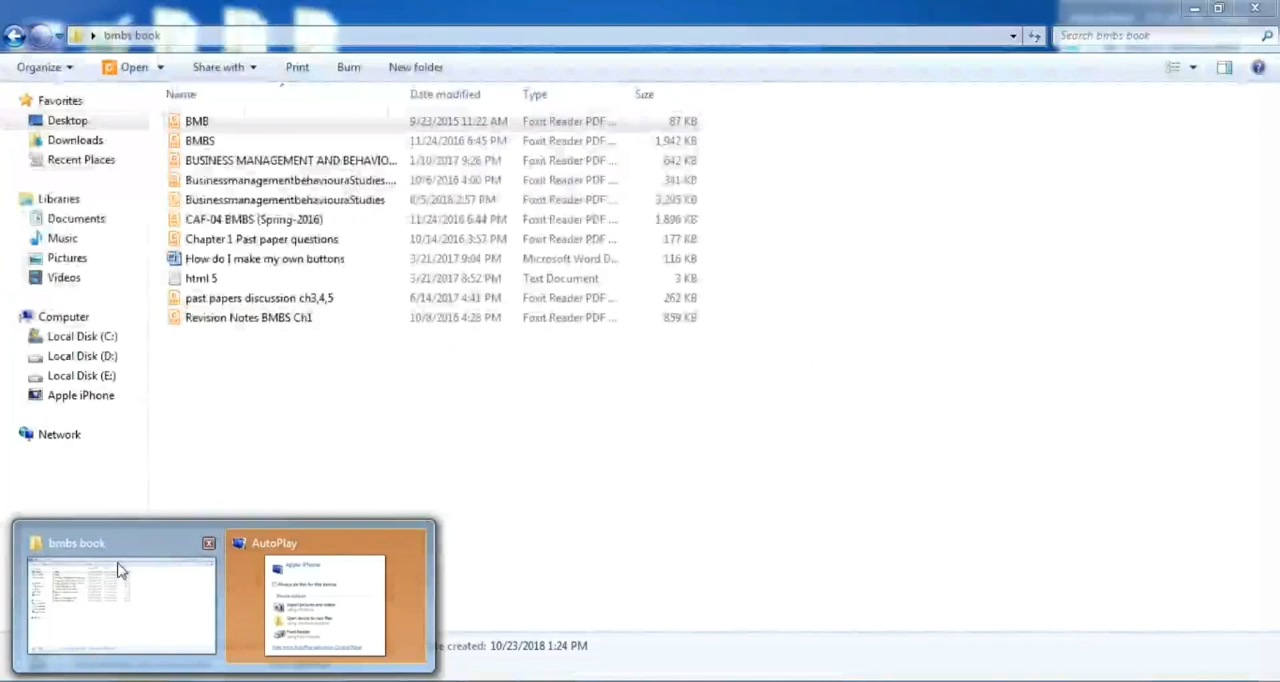 bmbs book
Search bmbs book
Organize Open Share with Print Burn New folder
Name Date modified Type Size
Favorites
Desktop
Downloads
Recent Places
Libraries
Documents
Music
Pictures
Videos
Computer
Local Disk (C:)
Local Disk (D:)
Local Disk (E:)
Apple iPhone
Network
BMB 9/23/2015 11:22 AM Foxit Reader PDF ... 87 KB
BMBS 11/24/2016 6:45 PM Foxit Reader PDF ... 1,942 KB
BUSINESS MANAGEMENT AND BEHAVIO... 1/10/2017 9:26 PM Foxit Reader PDF ... 642 KB
BusinessmanagementbehaviouraStudies.... 10/6/2016 4:00 PM Foxit Reader PDF ... 341 KB
BusinessmanagementbehaviouraStudies 2:57 PM Foxit Reader PDF ...
CAF-04 BMBS (Spring-2016) 11/24/2016 6:44 PM Foxit Reader PDF ... 1,896 KB
Chapter 1 Past paper questions 10/14/2016 3:57 PM Foxit Reader PDF ... 177 KB
How do I make my own buttons 3/21/2017 9:04 PM Microsoft Word D... 116 KB
html 5 3/21/2017 8:52 PM Text Document 3 KB
past papers discussion ch3,4,5 6/14/2017 4:41 PM Foxit Reader PDF ... 262 KB
Revision Notes BMBS Ch1 10/8/2016 4:28 PM Foxit Reader PDF ... 859 KB
bmbs book
AutoPlay
Apple iPhone
created: 10/23/2018 1:24 PM